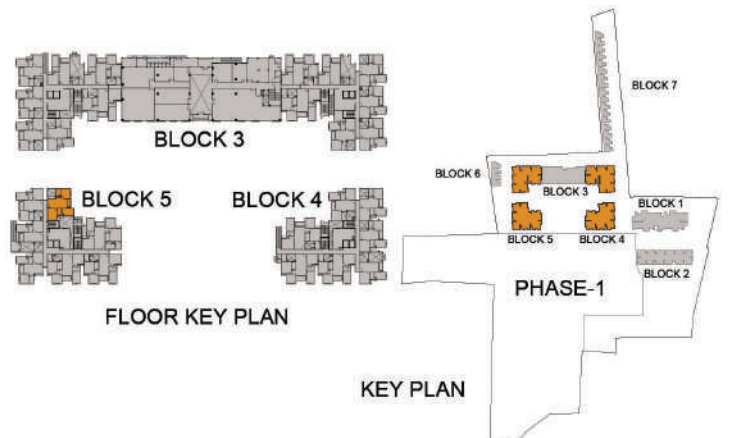 BLOCK 3
BLOCK 5
BLOCK 4
FLOOR KEY PLAN
BLOCK 7
BLOCK 6
BLOCK 3
BLOCK 1
BLOCK 5
BLOCK 4
BLOCK 2
PHASE-1
KEY PLAN